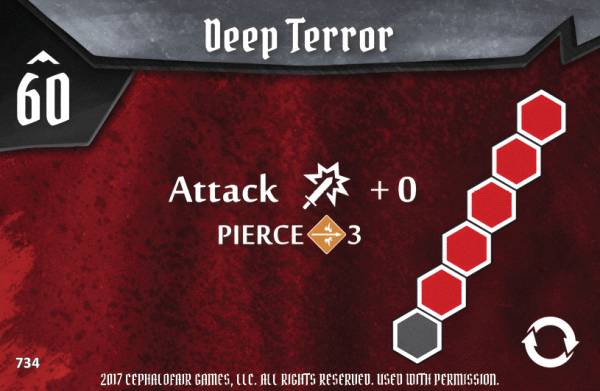 Deep Terror
60
Attack + 0
PIERCE 3
734
2017 CEPHALOFAIR GAMES, LLC. ALL RIGHTS RESERVED. USED WITH PERMISSION.